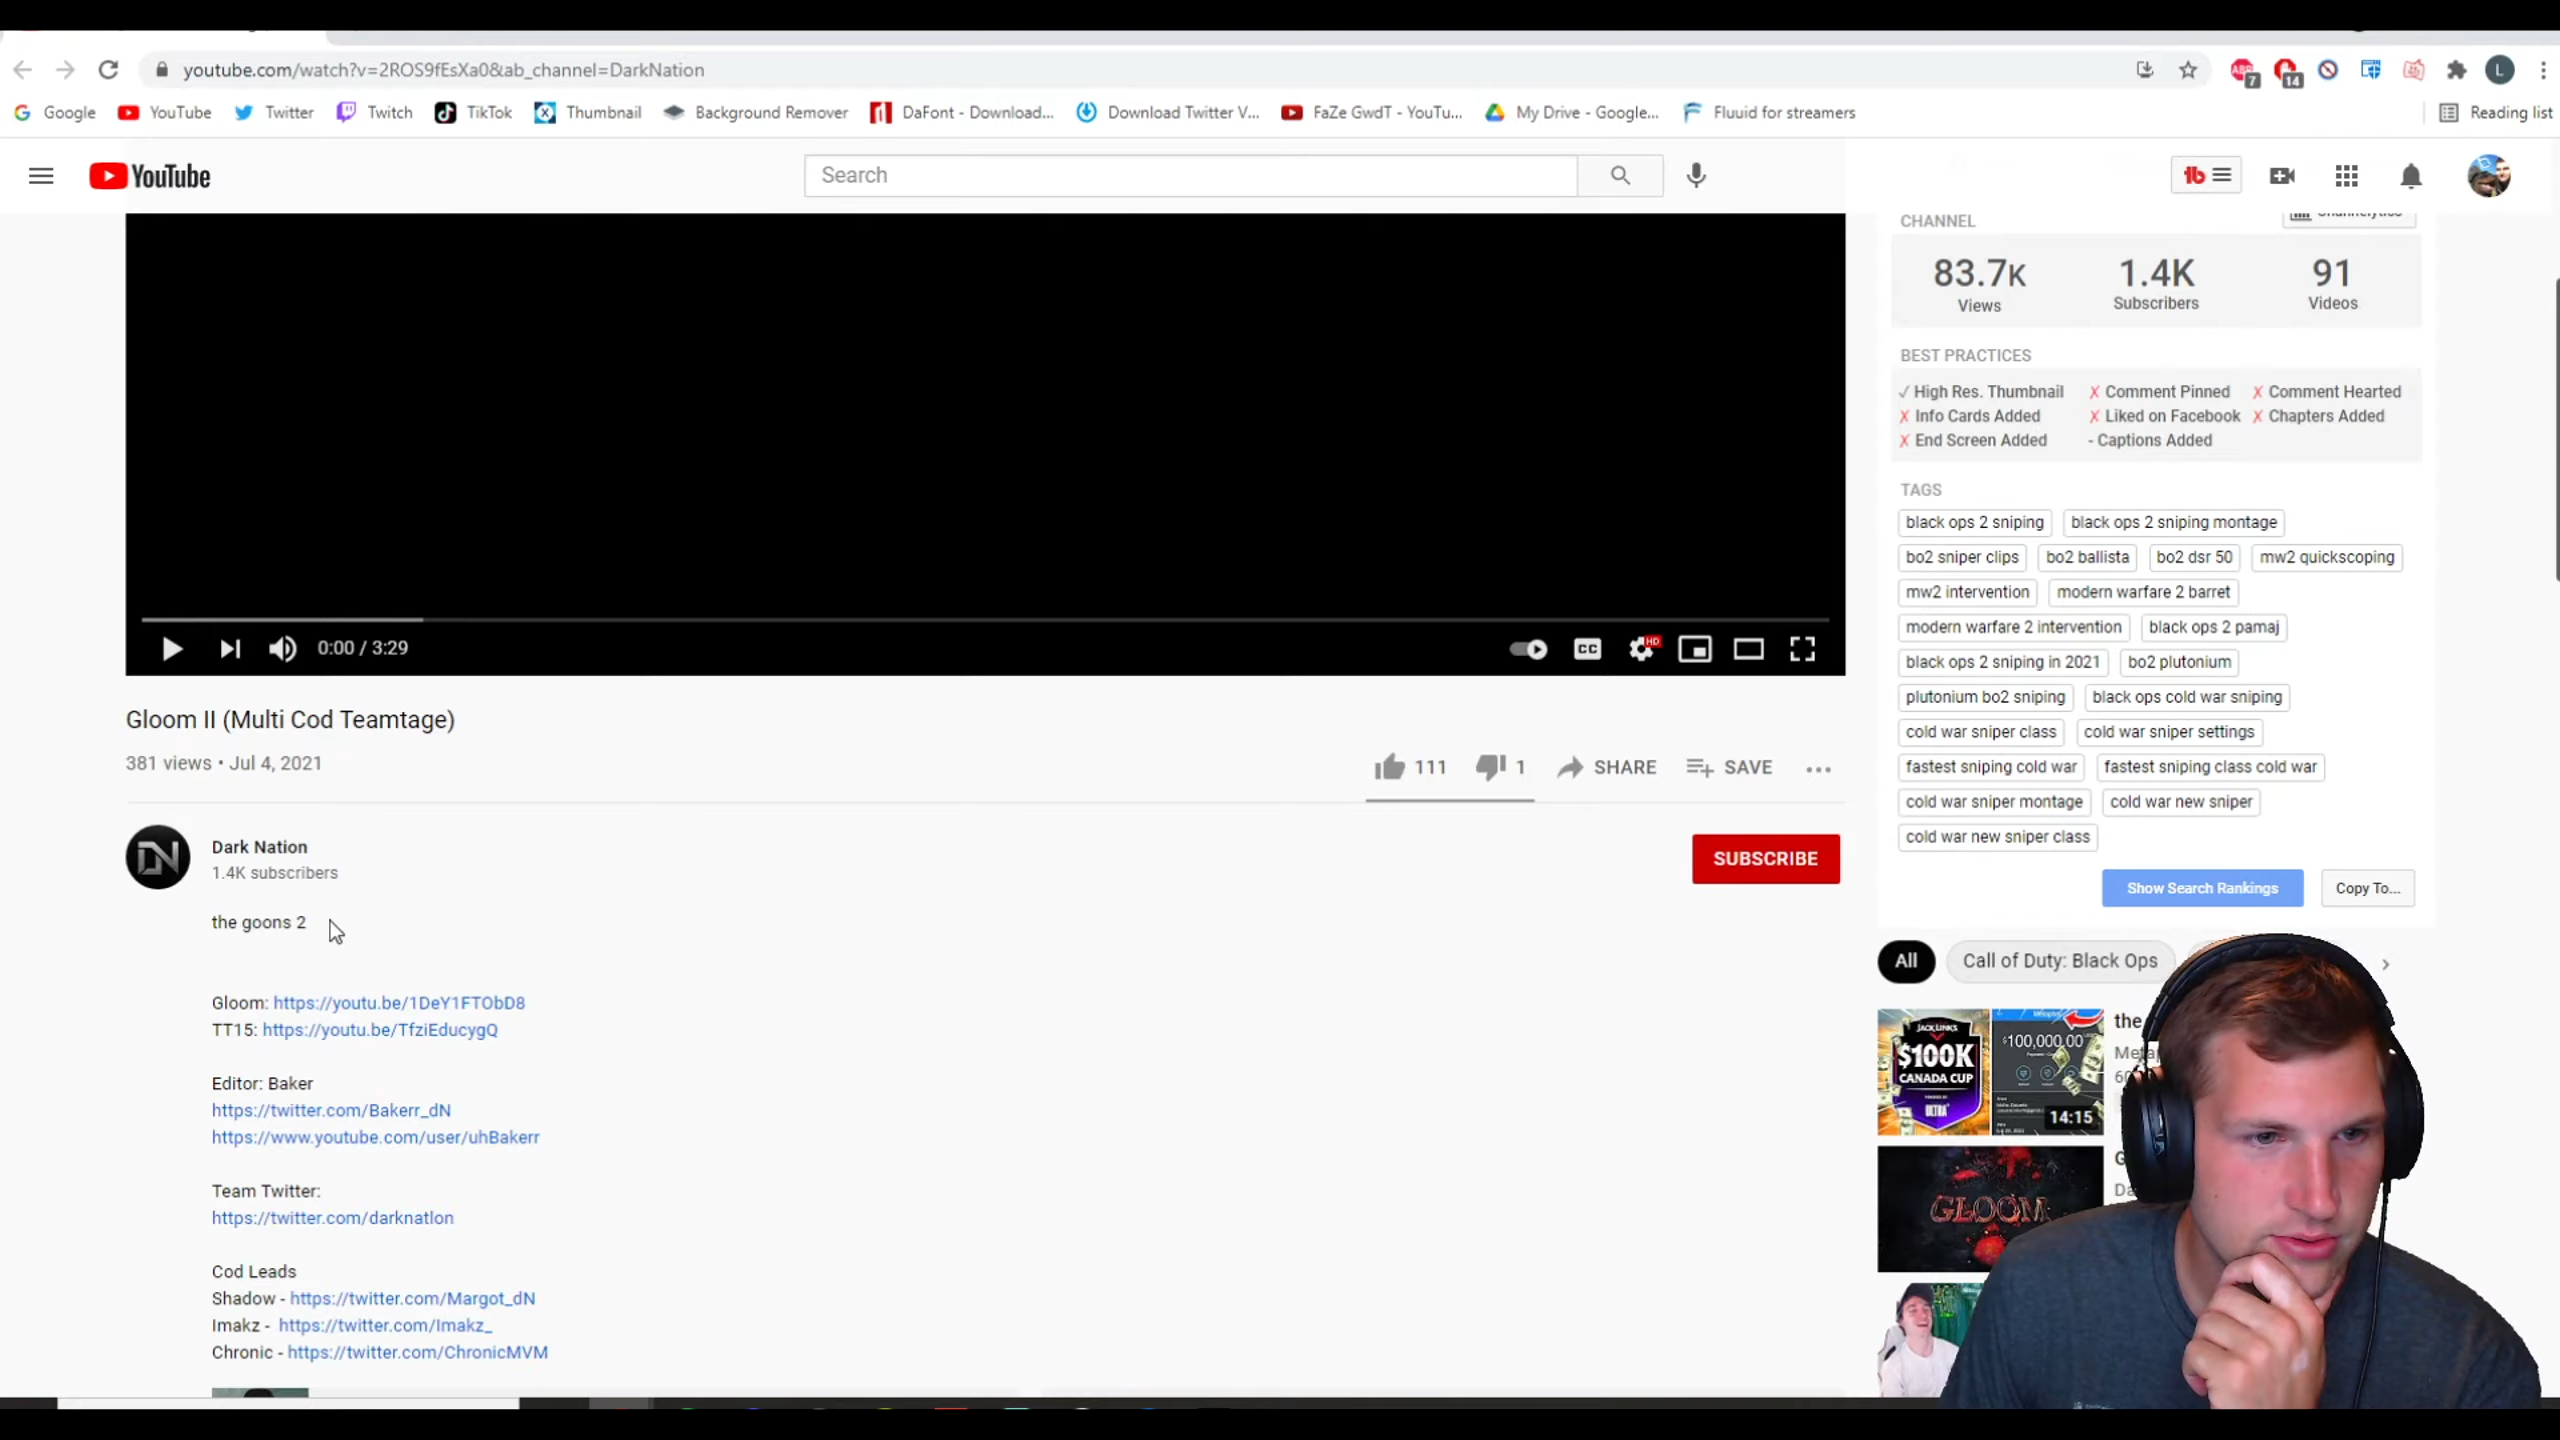 youtube.com/watch?v=2ROS9fEsXa0&ab_channel=DarkNation
7
14
L
Google YouTube Twitter Twitch TikTok Thumbnail Background Remover DaFont - Download... Download Twitter V... FaZe GwdT - YouTu... My Drive - Google... Fluuid for streamers Reading list
YouTube
Search
0:00 / 3:29
CC
HD
Gloom II (Multi Cod Teamtage)
381 views • Jul 4, 2021
111 1 SHARE SAVE
DN
Dark Nation
1.4K subscribers
SUBSCRIBE
the goons 2
Gloom: https://youtu.be/1DeY1FTObD8
TT15: https://youtu.be/TfziEducygQ
Editor: Baker
https://twitter.com/Bakerr_dN
https://www.youtube.com/user/uhBakerr
Team Twitter:
https://twitter.com/darknatlon
Cod Leads
Shadow - https://twitter.com/Margot_dN
Imakz - https://twitter.com/Imakz_
Chronic - https://twitter.com/ChronicMVM
CHANNEL
83.7K 1.4K 91
Views Subscribers Videos
BEST PRACTICES
✓ High Res. Thumbnail ✗ Comment Pinned ✗ Comment Hearted
✗ Info Cards Added ✗ Liked on Facebook ✗ Chapters Added
✗ End Screen Added - Captions Added
TAGS
black ops 2 sniping black ops 2 sniping montage
bo2 sniper clips bo2 ballista bo2 dsr 50 mw2 quickscoping
mw2 intervention modern warfare 2 barret
modern warfare 2 intervention black ops 2 pamaj
black ops 2 sniping in 2021 bo2 plutonium
plutonium bo2 sniping black ops cold war sniping
cold war sniper class cold war sniper settings
fastest sniping cold war fastest sniping class cold war
cold war sniper montage cold war new sniper
cold war new sniper class
Show Search Rankings Copy To...
All Call of Duty: Black Ops
JACK LINK'S
$100K
CANADA CUP
ULTRA
$100,000.00
14:15
the
GLOOM